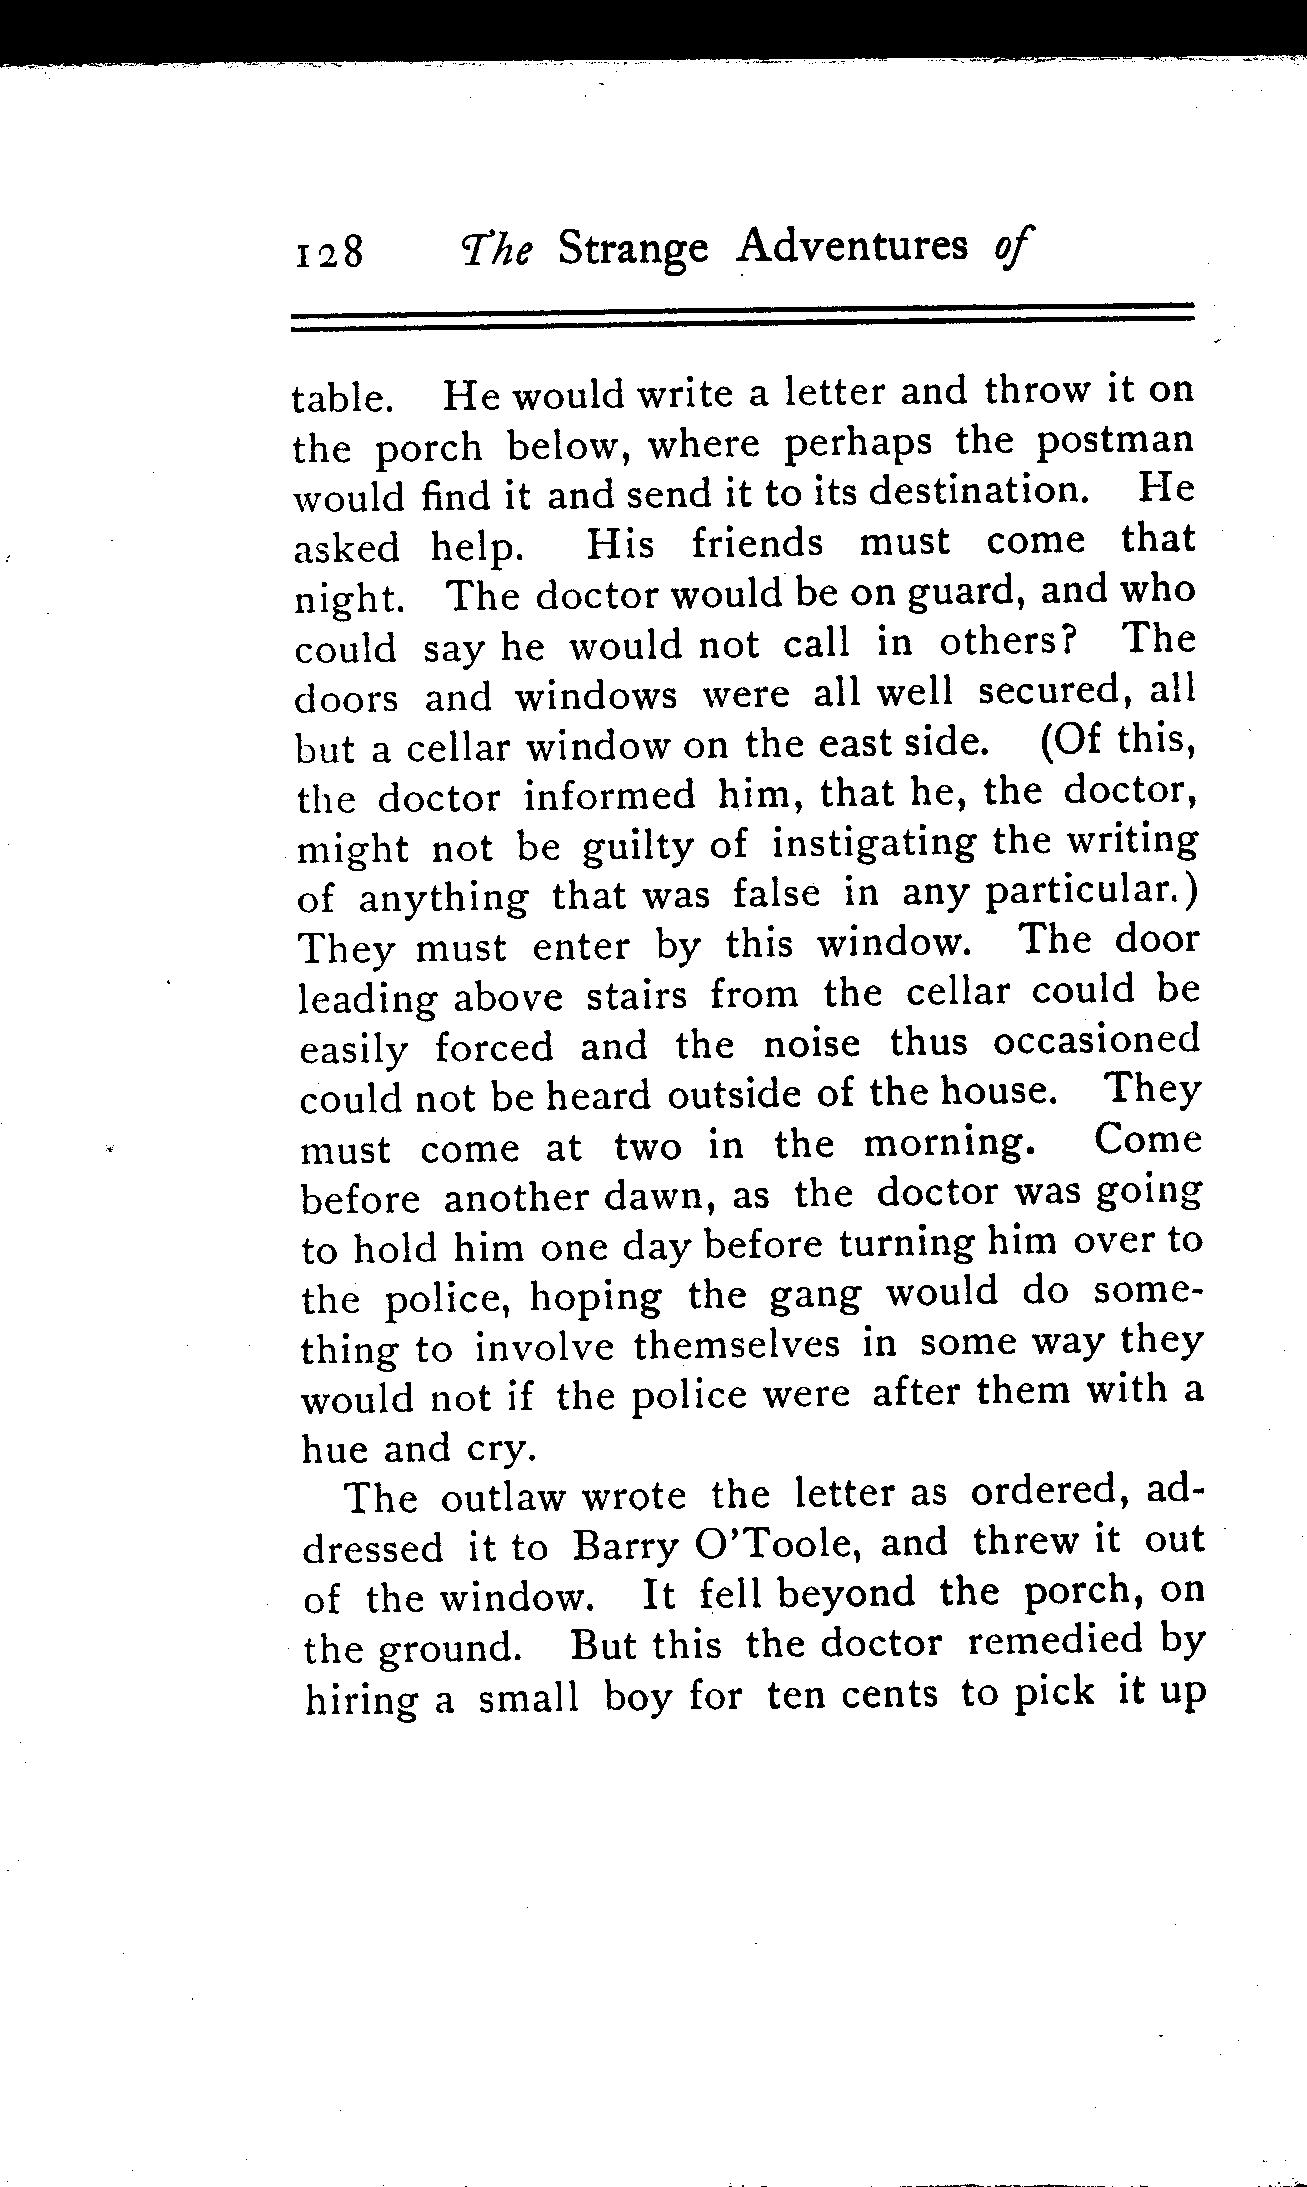 128 The Strange Adventures of
table. He would write a letter and throw it on
the porch below, where perhaps the postman
would find it and send it to its destination. He
asked help. His friends must come that
night. The doctor would be on guard, and who
could say he would not call in others? The
doors and windows were all well secured, all
but a cellar window on the east side. (Of this,
the doctor informed him, that he, the doctor,
might not be guilty of instigating the writing
of anything that was false in any particular.)
They must enter by this window. The door
leading above stairs from the cellar could be
easily forced and the noise thus occasioned
could not be heard outside of the house. They
must come at two in the morning. Come
before another dawn, as the doctor was going
to hold him one day before turning him over to
the police, hoping the gang would do some-
thing to involve themselves in some way they
would not if the police were after them with a
hue and cry.
The outlaw wrote the letter as ordered, ad-
dressed it to Barry O'Toole, and threw it out
of the window. It fell beyond the porch, on
the ground. But this the doctor remedied by
hiring a small boy for ten cents to pick it up